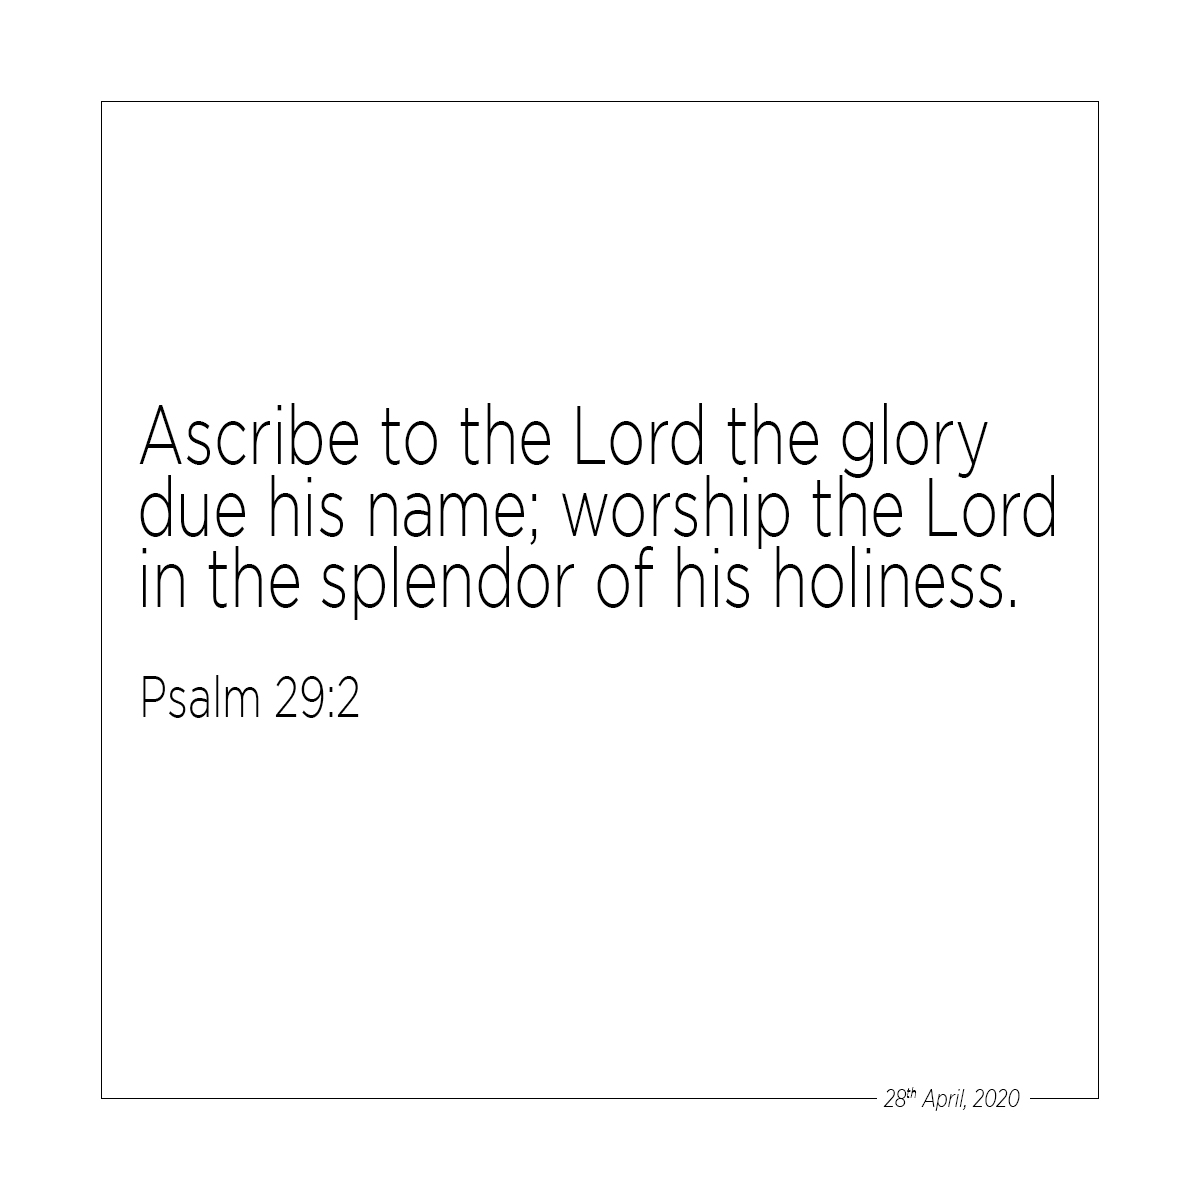 Ascribe to the Lord the glory
due his name; worship the Lord
in the splendor of his holiness.
Psalm 29:2
28th April, 2020